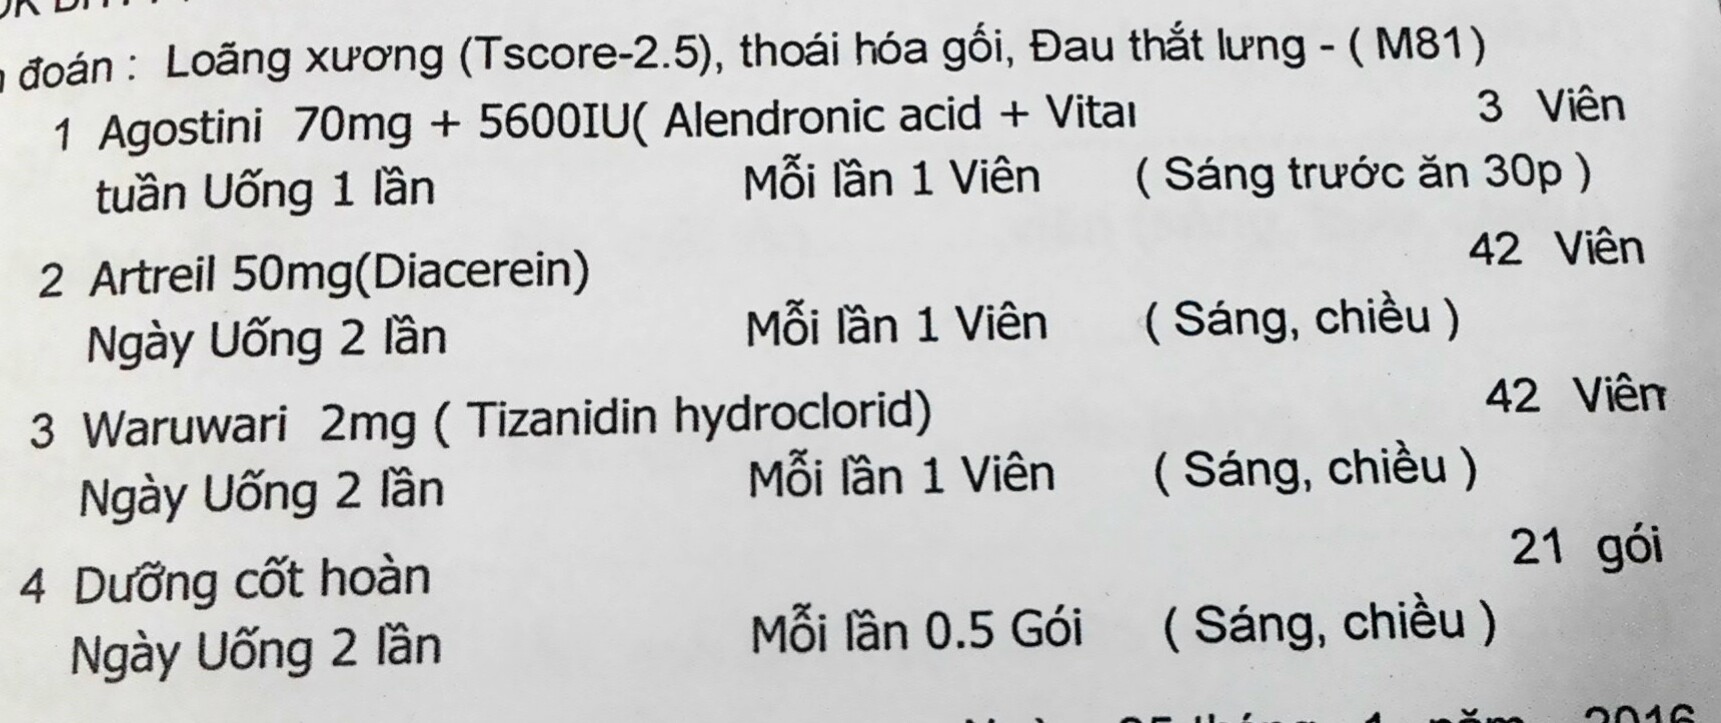 đoán : Loãng xương (Tscore-2.5), thoái hóa gối, Đau thắt lưng - ( M81 )
1 Agostini 70mg + 5600IU( Alendronic acid + Vitaı 3 Viên
tuần Uống 1 lần Mỗi lần 1 Viên ( Sáng trước ăn 30p )
2 Artreil 50mg(Diacerein) 42 Viên
Ngày Uống 2 lần Mỗi lần 1 Viên ( Sáng, chiều )
3 Waruwari 2mg ( Tizanidin hydroclorid) 42 Viên
Ngày Uống 2 lần Mỗi lần 1 Viên ( Sáng, chiều )
4 Dưỡng cốt hoàn 21 gói
Ngày Uống 2 lần Mỗi lần 0.5 Gói ( Sáng, chiều )